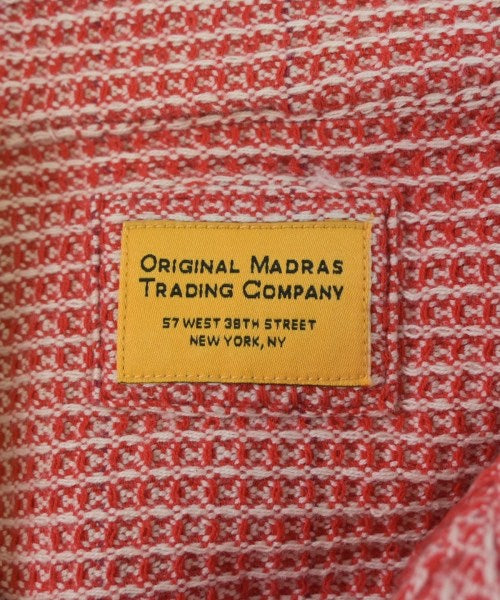 ORIGINAL MADRAS
TRADING COMPANY
57 WEST 38TH STREET
NEW YORK, NY